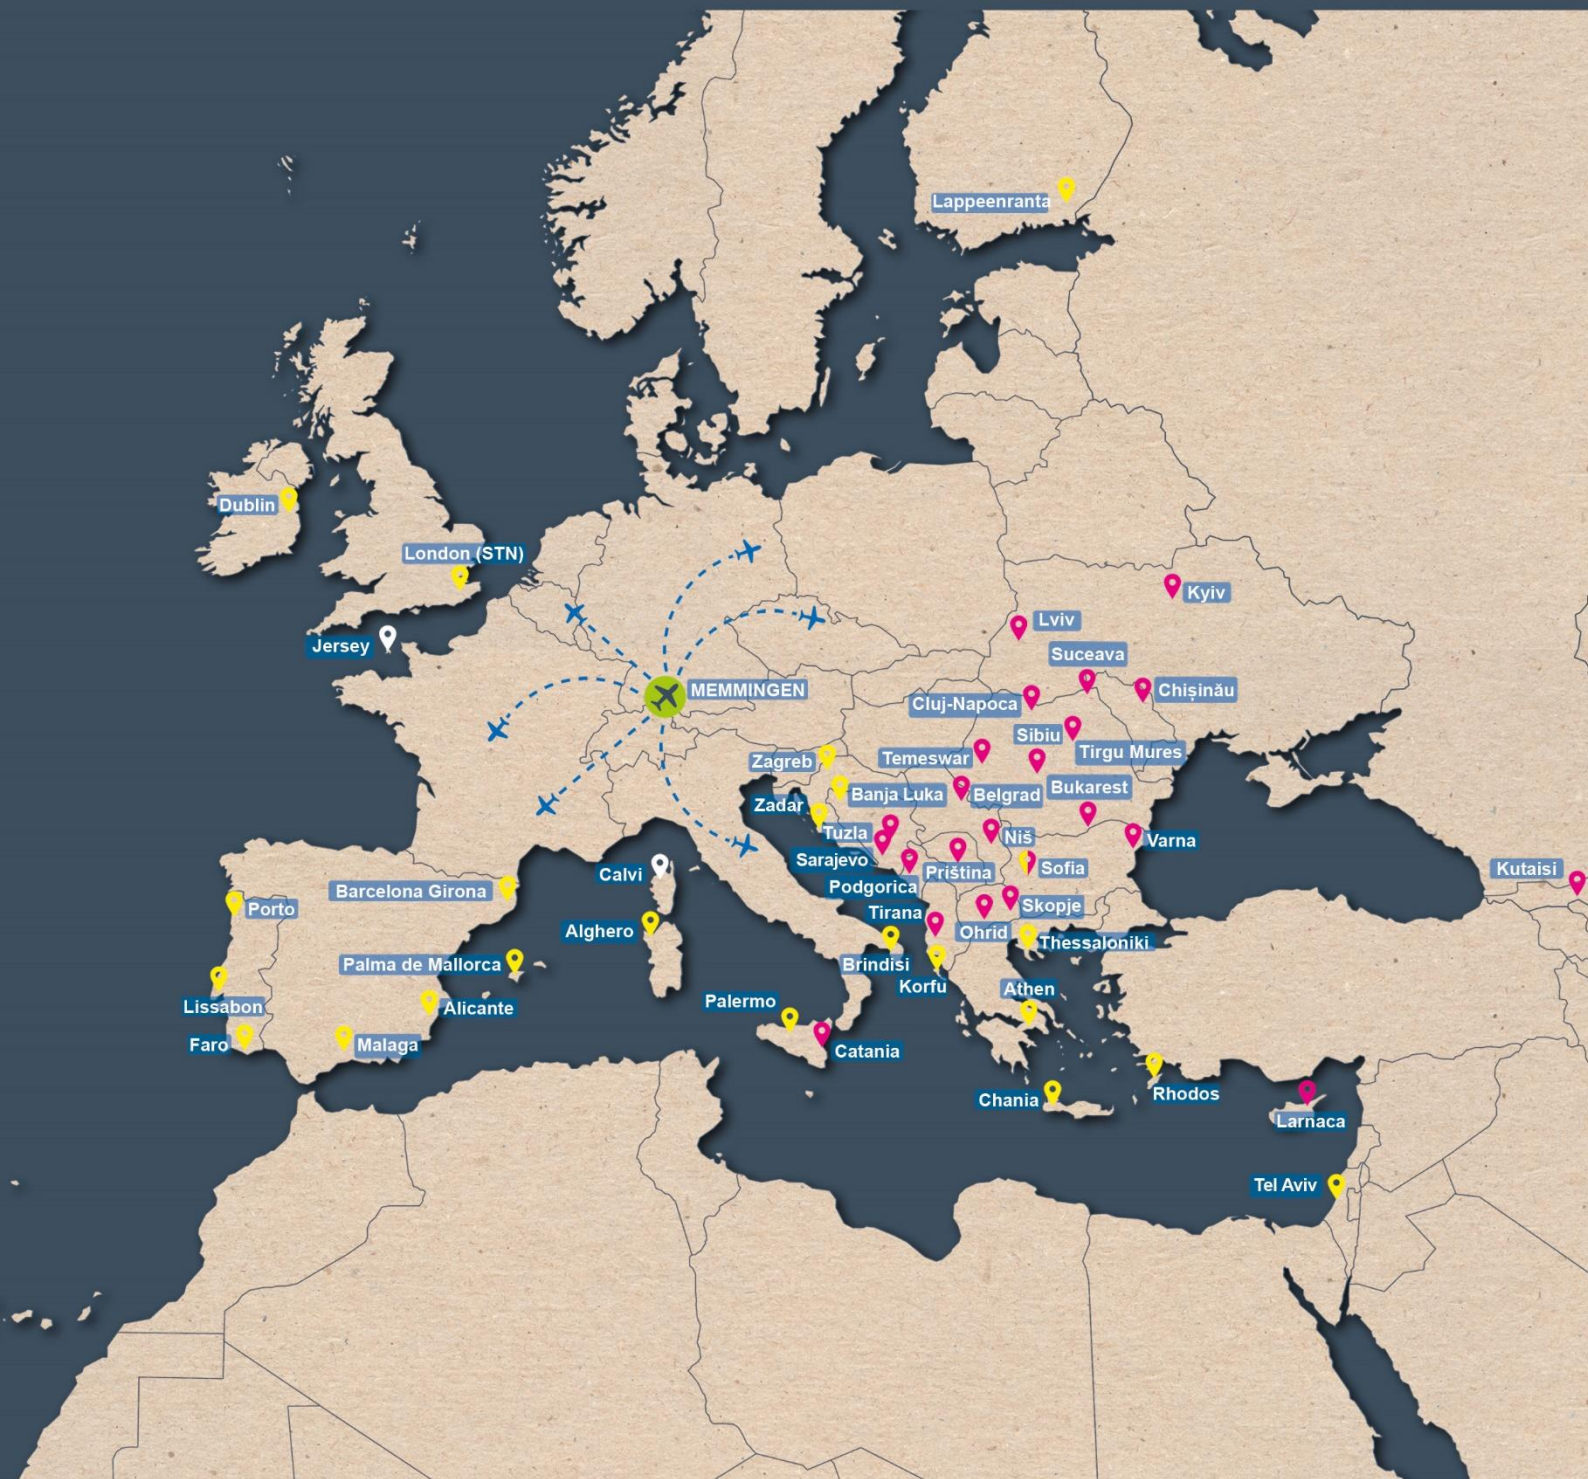 Lappeenranta
Dublin
London (STN)
Kyiv
Lviv
Jersey
Suceava
MEMMINGEN
Chișinău
Cluj-Napoca
Sibiu
Tirgu Mures
Zagreb
Temeswar
Banja Luka
Belgrad
Bukarest
Zadar
Tuzla
Niš
Varna
Sarajevo
Sofia
Kutaisi
Calvi
Priština
Podgorica
Barcelona Girona
Porto
Tirana
Skopje
Alghero
Ohrid
Thessaloniki
Palma de Mallorca
Brindisi
Korfu
Athen
Lissabon
Alicante
Palermo
Faro
Malaga
Catania
Chania
Rhodos
Larnaca
Tel Aviv